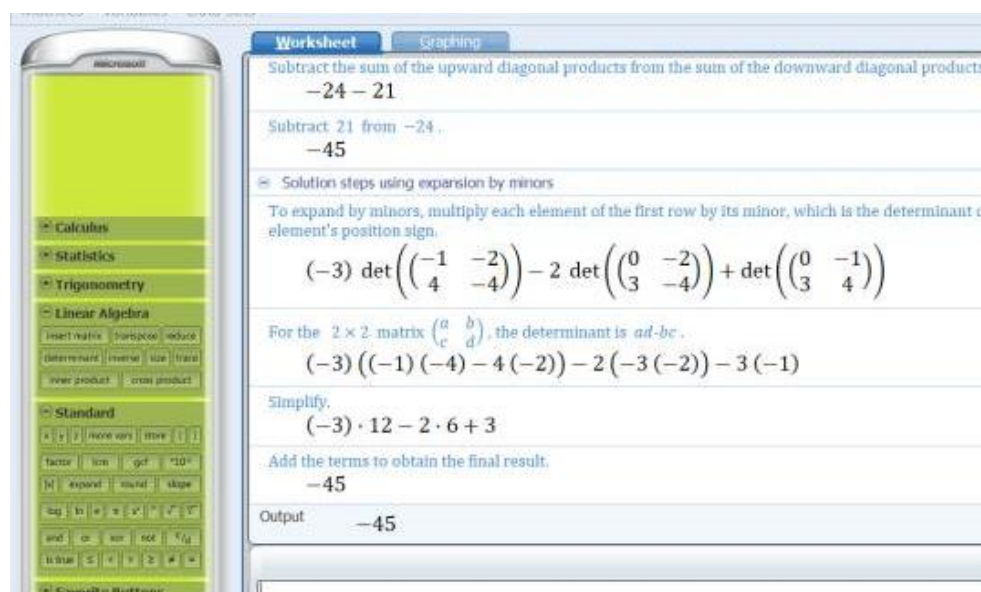 Worksheet Graphing
Microsoft
Subtract the sum of the upward diagonal products from the sum of the downward diagonal products
−24 − 21
Subtract 21 from −24 .
−45
Solution steps using expansion by minors
To expand by minors, multiply each element of the first row by its minor, which is the determinant
element's position sign.
(−3) det((−1 −2
4 −4)) − 2 det((0 −2
3 −4)) + det((0 −1
3 4))
For the 2 × 2 matrix (a b
c d), the determinant is ad-bc .
(−3) ((−1) (−4) − 4 (−2)) − 2 (−3 (−2)) − 3 (−1)
Simplify.
(−3) · 12 − 2 · 6 + 3
Add the terms to obtain the final result.
−45
Output −45
Calculus
Statistics
Trigonometry
Linear Algebra
insert matrix transpose reduce
determinant inverse size trace
inner product cross product
Standard
x y z more vars store ( )
factor lcm gcf *10^
|x| expand round slope
log ln e π
and or xor not
is true ≤ < > ≥ ≠ =
Favorite Buttons